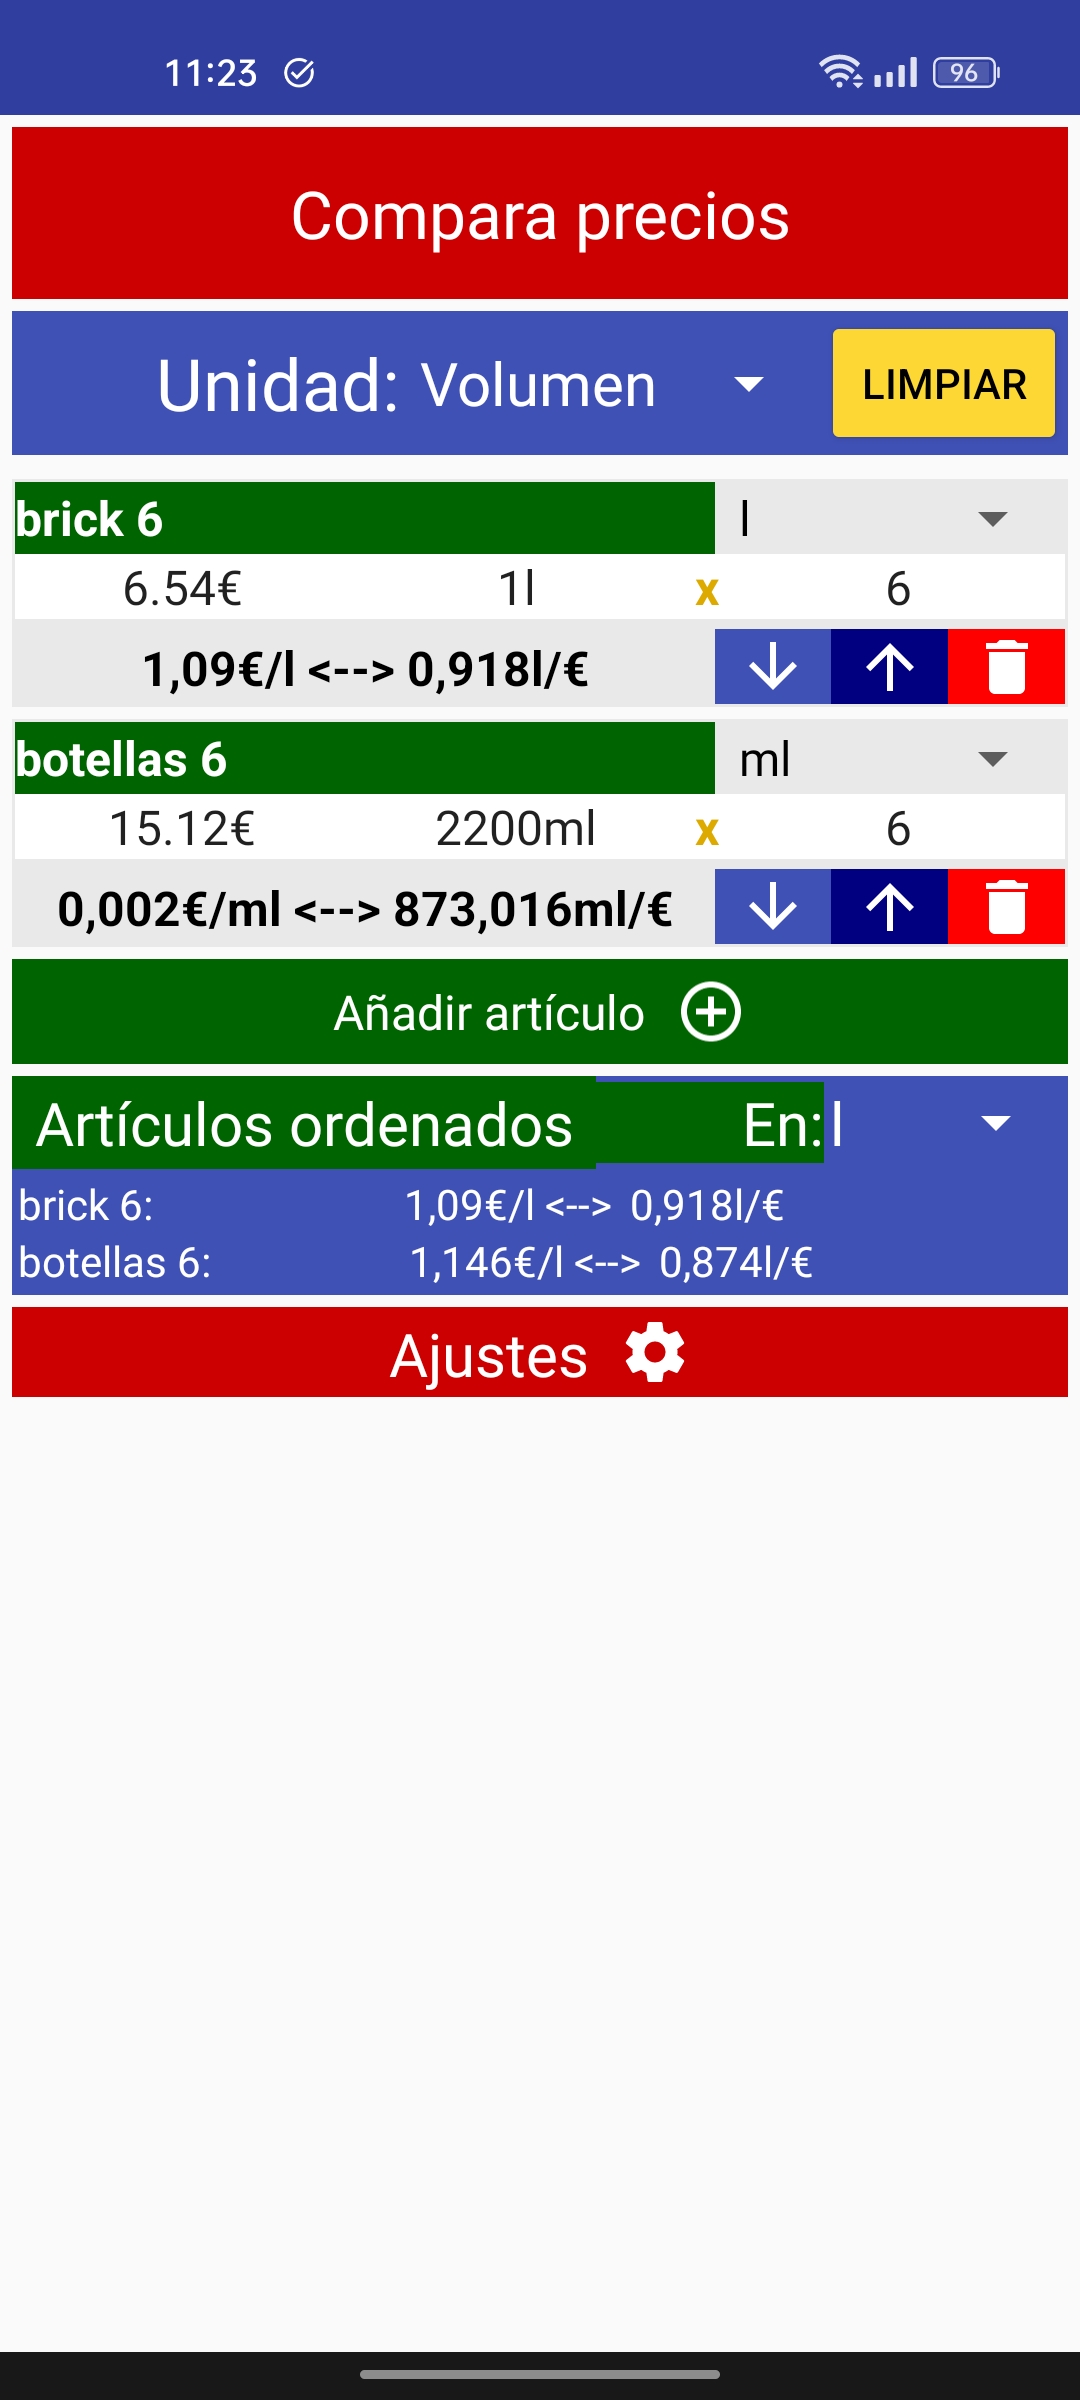 11:23
96
Compara precios
Unidad: Volumen
LIMPIAR
brick 6
l
6.54€ 1l x 6
1,09€/l <--> 0,918l/€
botellas 6
ml
15.12€ 2200ml x 6
0,002€/ml <--> 873,016ml/€
Añadir artículo
Artículos ordenados En: l
brick 6: 1,09€/l <--> 0,918l/€
botellas 6: 1,146€/l <--> 0,874l/€
Ajustes